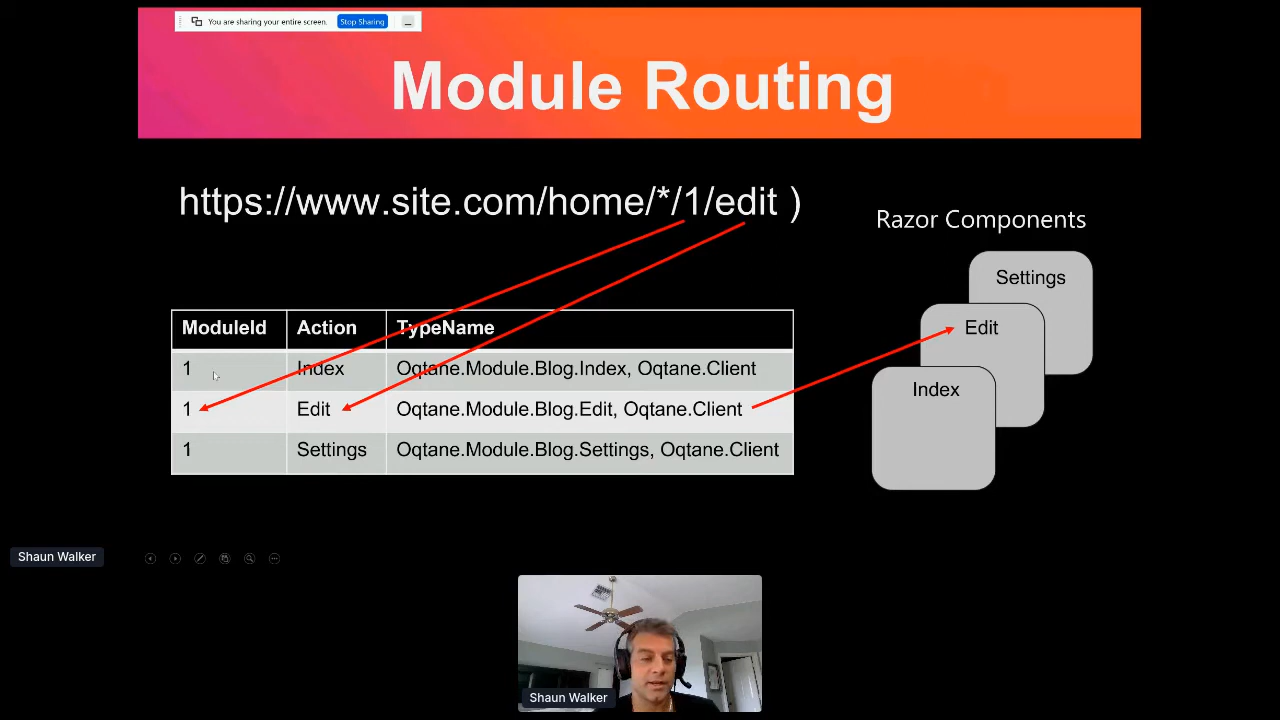 You are sharing your entire screen.
Stop Sharing
Module Routing
https://www.site.com/home/*/1/edit )
Razor Components
Settings
Edit
Index
ModuleId Action TypeName
1 Index Oqtane.Module.Blog.Index, Oqtane.Client
1 Edit Oqtane.Module.Blog.Edit, Oqtane.Client
1 Settings Oqtane.Module.Blog.Settings, Oqtane.Client
Shaun Walker
Shaun Walker